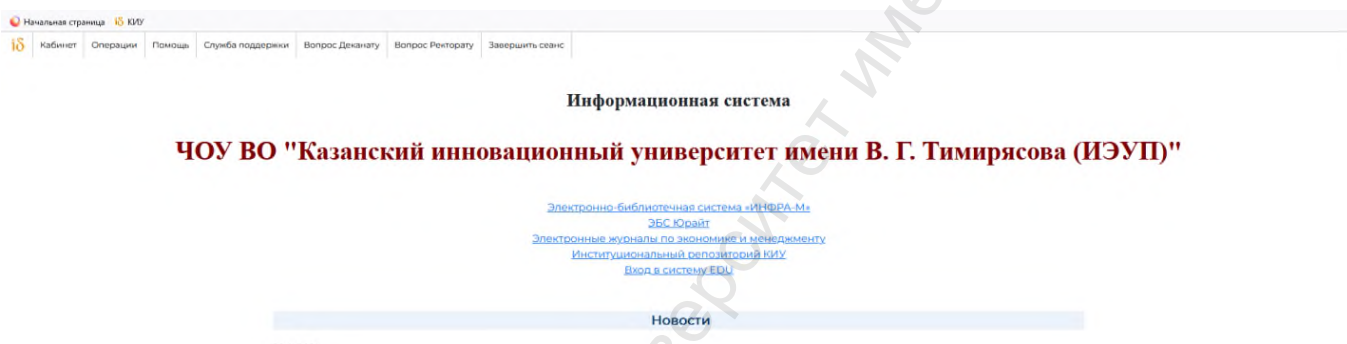 Начальная страница iδ КИУ
iδ Кабинет Операции Помощь Служба поддержки Вопрос Деканату Вопрос Ректорату Завершить сеанс
Информационная система
ЧОУ ВО "Казанский инновационный университет имени В. Г. Тимирясова (ИЭУП)"
Электронно-библиотечная система «ИНФРА-М»
ЭБС Юрайт
Электронные журналы по экономике и менеджменту
Институциональный репозиторий КИУ
Вход в систему EDU
Новости